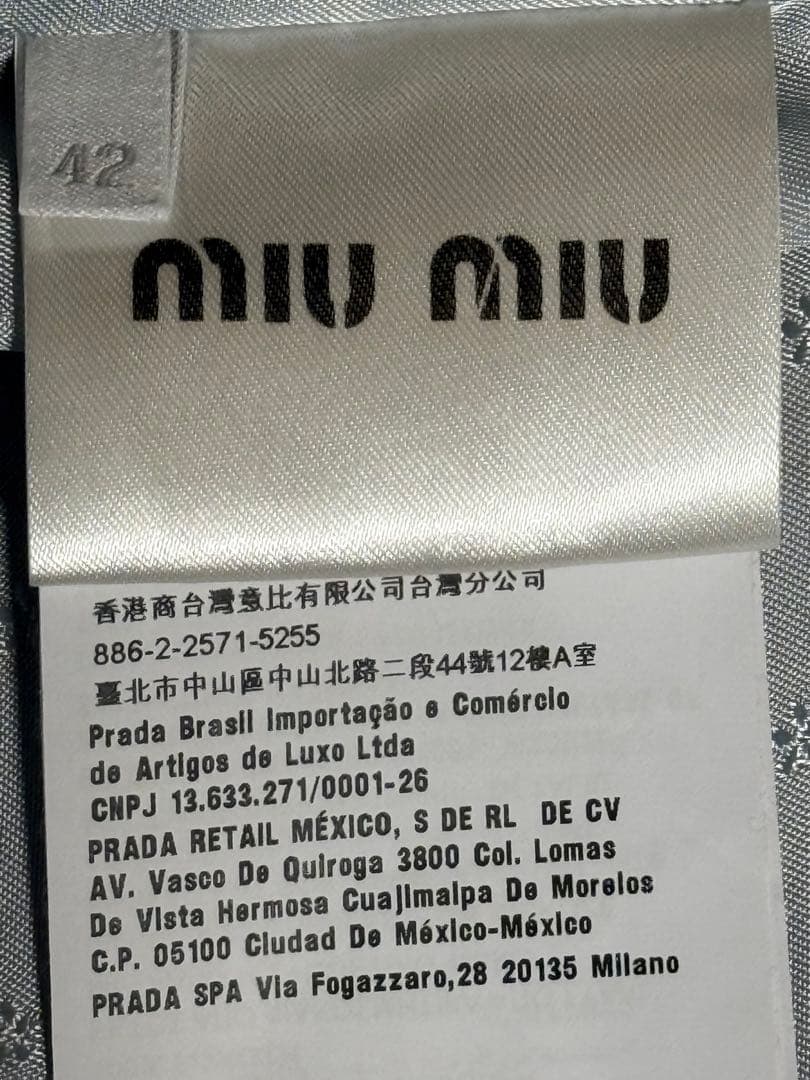 42
miu miu
香港商台灣意比有限公司台灣分公司
886-2-2571-5255
臺北市中山區中山北路二段44號12樓A室
Prada Brasil Importação e Comércio
de Artigos de Luxo Ltda
CNPJ 13.633.271/0001-26
PRADA RETAIL MÉXICO, S DE RL DE CV
AV. Vasco De Quiroga 3800 Col. Lomas
De Vista Hermosa Cuajimalpa De Morelos
C.P. 05100 Ciudad De México-México
PRADA SPA Via Fogazzaro,28 20135 Milano